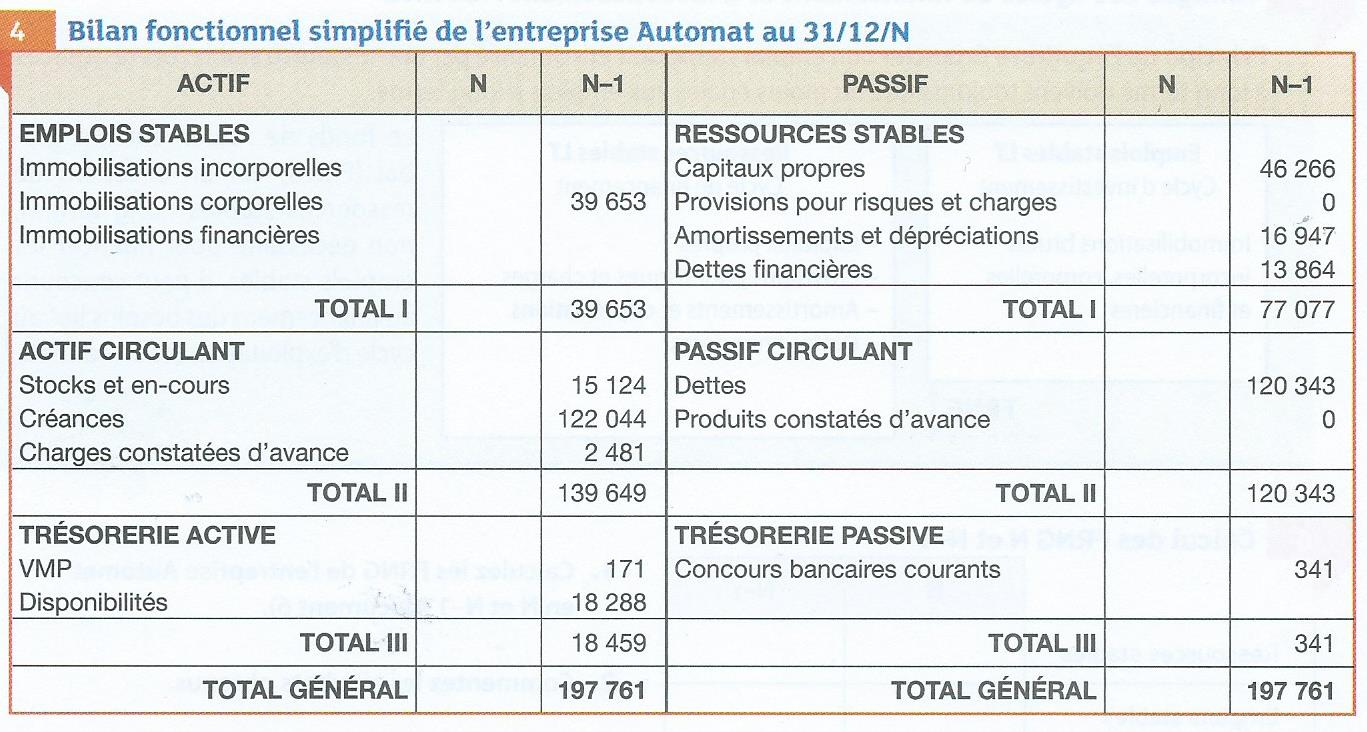 4 Bilan fonctionnel simplifié de l'entreprise Automat au 31/12/N
ACTIF N N–1 PASSIF N N–1
EMPLOIS STABLES RESSOURCES STABLES
Immobilisations incorporelles Capitaux propres 46 266
Immobilisations corporelles 39 653 Provisions pour risques et charges 0
Immobilisations financières Amortissements et dépréciations 16 947
Dettes financières 13 864
TOTAL I 39 653 TOTAL I 77 077
ACTIF CIRCULANT PASSIF CIRCULANT
Stocks et en-cours 15 124 Dettes 120 343
Créances 122 044 Produits constatés d'avance 0
Charges constatées d'avance 2 481
TOTAL II 139 649 TOTAL II 120 343
TRÉSORERIE ACTIVE TRÉSORERIE PASSIVE
VMP 171 Concours bancaires courants 341
Disponibilités 18 288
TOTAL III 18 459 TOTAL III 341
TOTAL GÉNÉRAL 197 761 TOTAL GÉNÉRAL 197 761